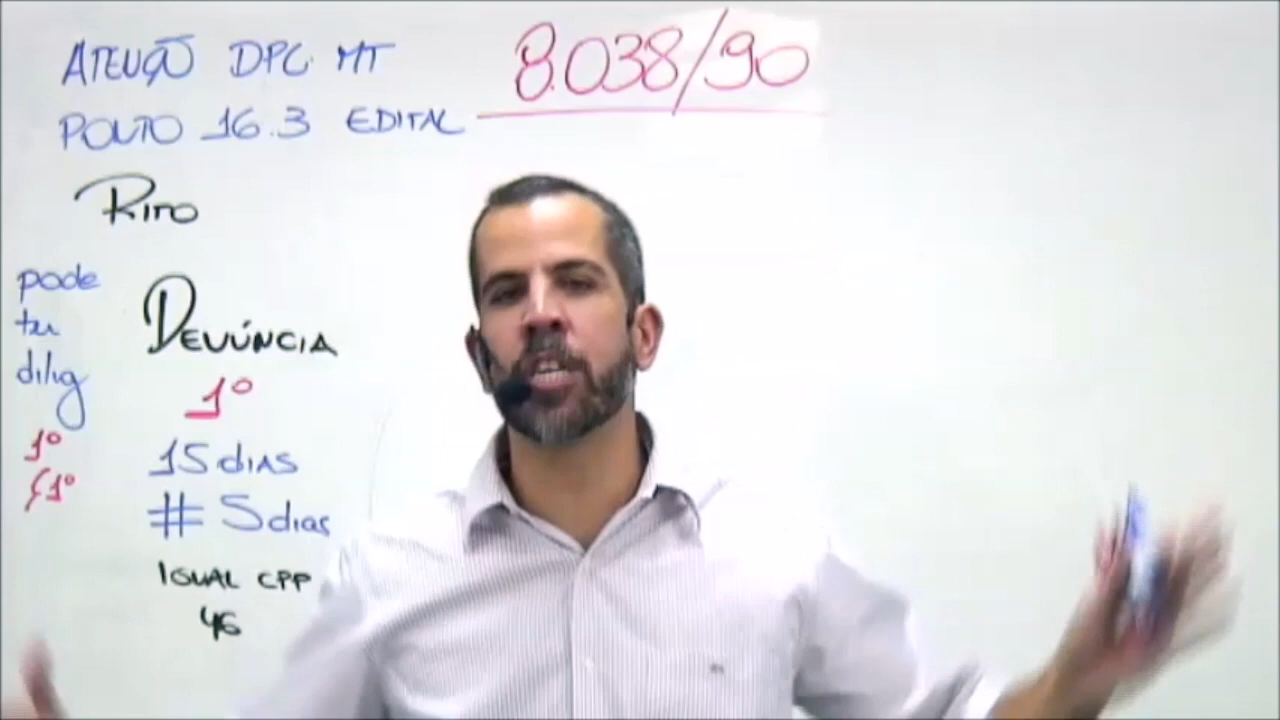 ATENÇÃO DPC MT
PONTO 16.3 EDITAL
8.038/90
RITO
pode
ter
dilig
1º
§1º
DENÚNCIA
1º
15 dias
# 5 dias
IGUAL CPP
46